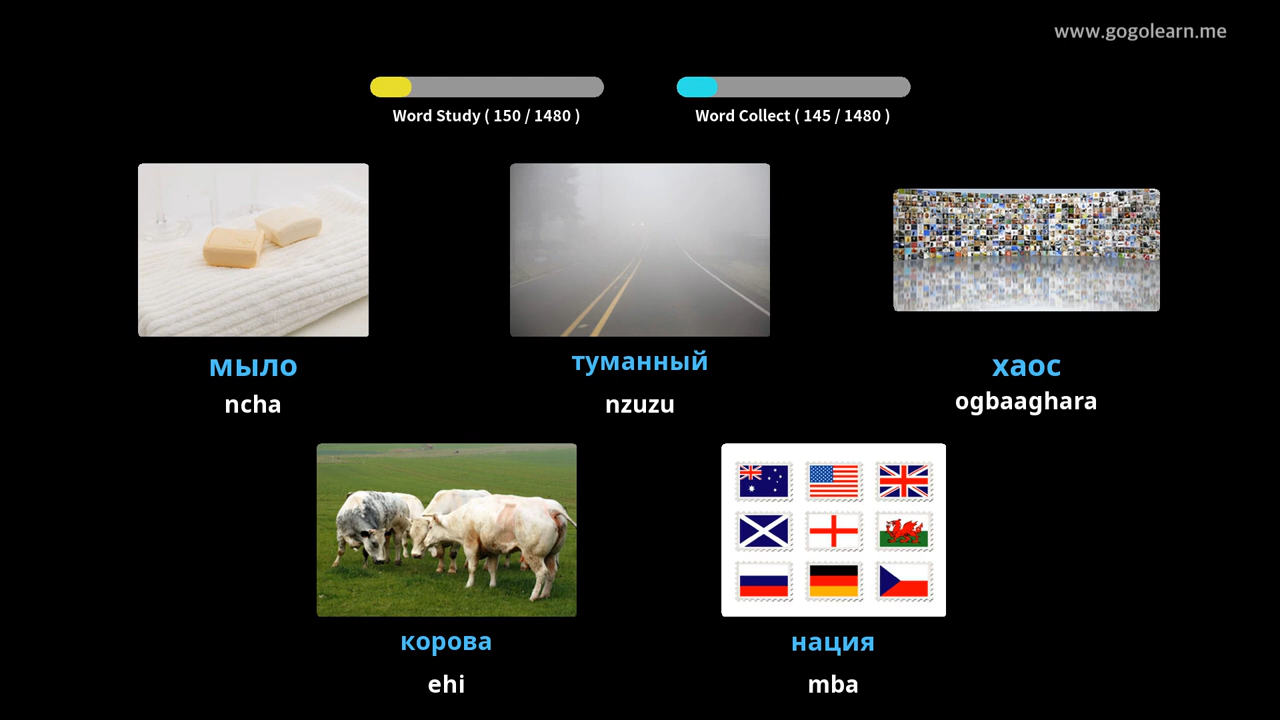 www.gogolearn.me
Word Study ( 150 / 1480 )
Word Collect ( 145 / 1480 )
мыло
туманный
хаос
ncha
nzuzu
ogbaaghara
корова
нация
ehi
mba